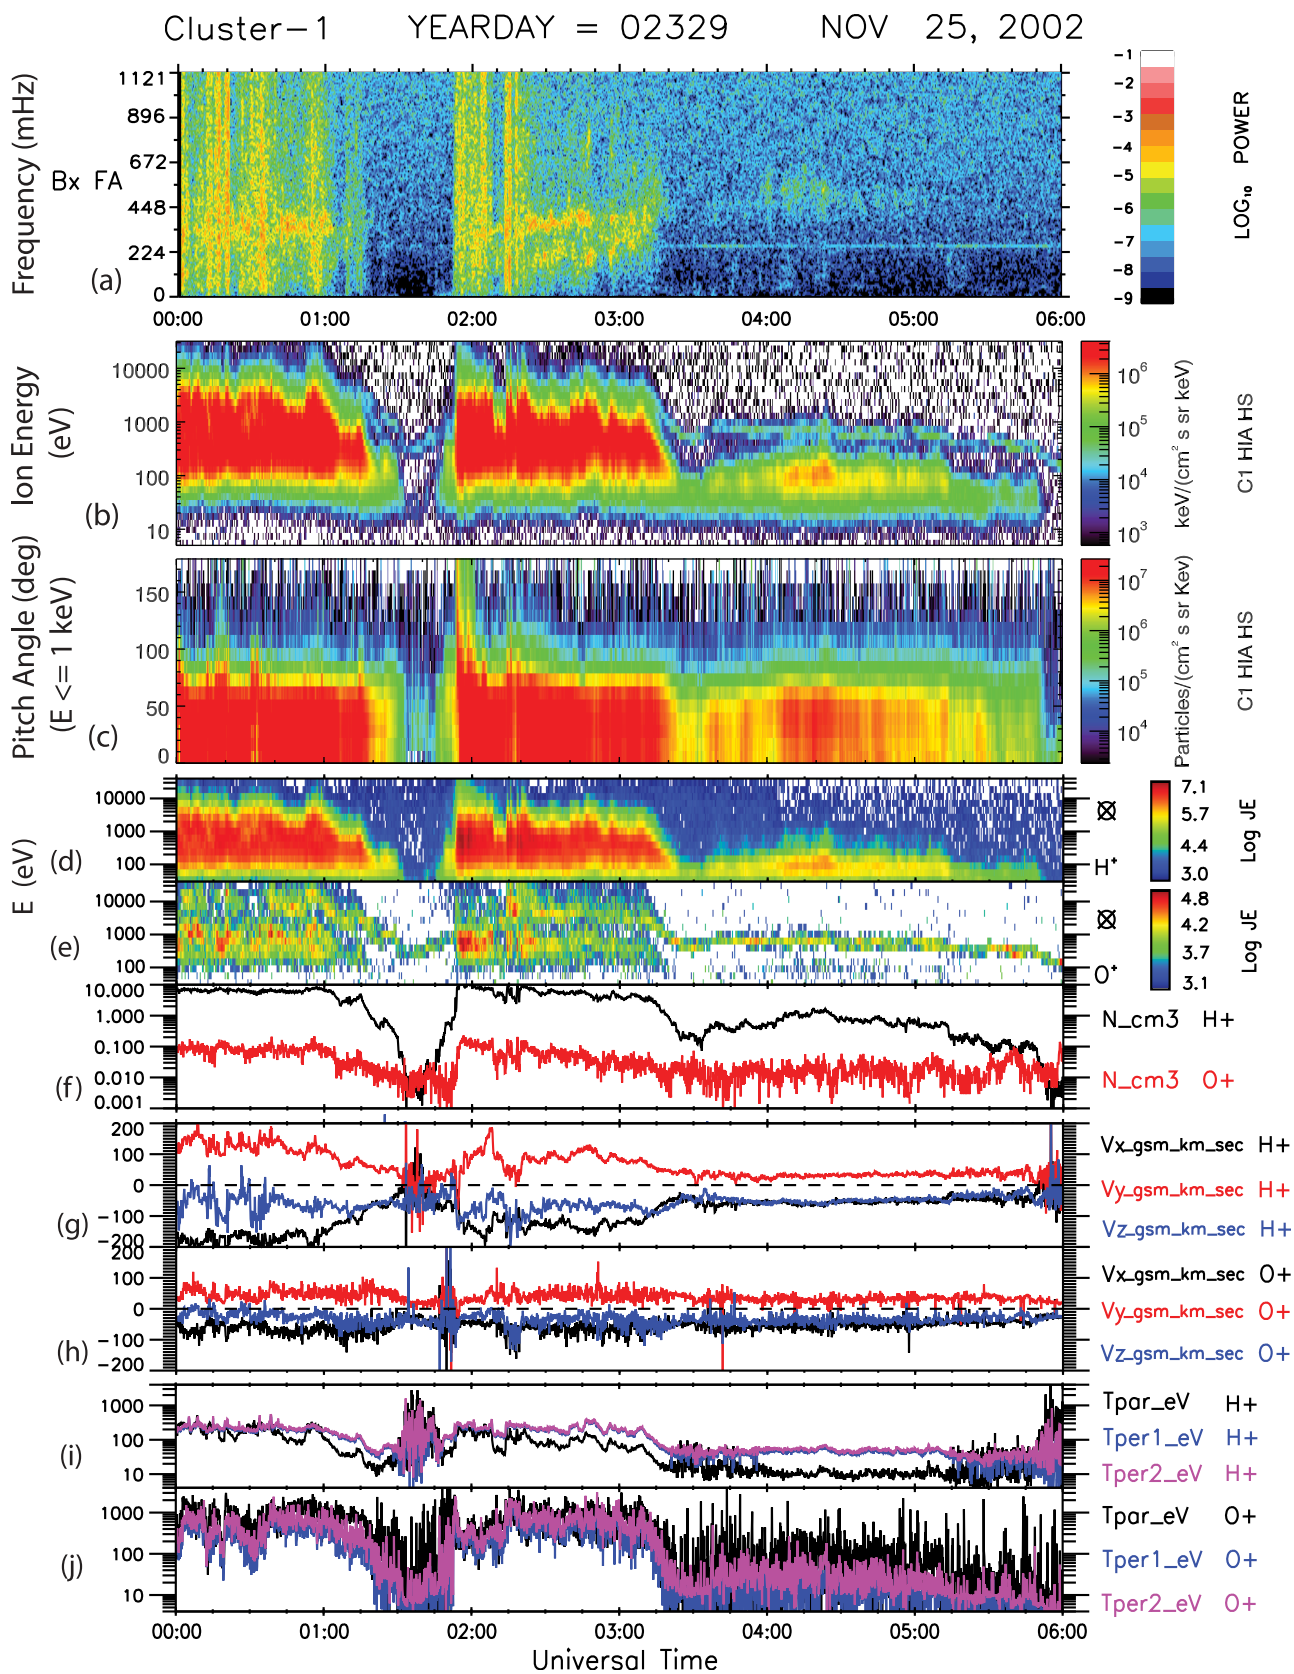 Cluster-1 YEARDAY = 02329 NOV 25, 2002
Frequency (mHz)
Bx FA
(a)
1121
896
672
448
224
0
00:00 01:00 02:00 03:00 04:00 05:00 06:00
-1
-2
-3
-4
-5
-6
-7
-8
-9
LOG₁₀ POWER
Ion Energy
(eV)
(b)
10000
1000
100
10
10⁶
10⁵
10⁴
10³
keV/(cm² s sr keV)
C1 HIA HS
Pitch Angle (deg)
(E <= 1 keV)
(c)
150
100
50
0
10⁷
10⁶
10⁵
10⁴
Particles/(cm² s sr Kev)
C1 HIA HS
E (eV)
(d)
10000
1000
100
H⁺
7.1
5.7
4.4
3.0
Log JE
(e)
10000
1000
100
O⁺
4.8
4.2
3.7
3.1
Log JE
(f)
10.000
1.000
0.100
0.010
0.001
N_cm3 H+
N_cm3 O+
(g)
200
100
0
-100
-200
Vx_gsm_km_sec H+
Vy_gsm_km_sec H+
Vz_gsm_km_sec H+
(h)
200
100
0
-100
-200
Vx_gsm_km_sec O+
Vy_gsm_km_sec O+
Vz_gsm_km_sec O+
(i)
1000
100
10
Tpar_eV H+
Tper1_eV H+
Tper2_eV H+
(j)
1000
100
10
Tpar_eV O+
Tper1_eV O+
Tper2_eV O+
00:00 01:00 02:00 03:00 04:00 05:00 06:00
Universal Time